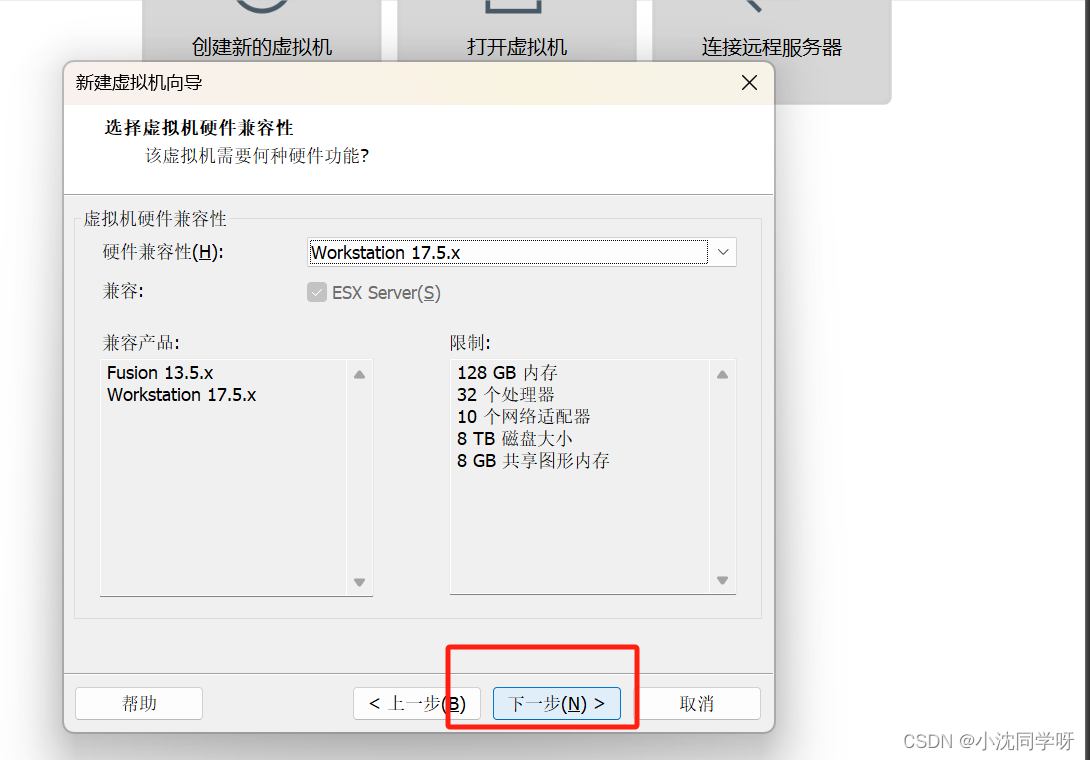 创建新的虚拟机
打开虚拟机
连接远程服务器
新建虚拟机向导
选择虚拟机硬件兼容性
该虚拟机需要何种硬件功能?
虚拟机硬件兼容性
硬件兼容性(H):
Workstation 17.5.x
兼容:
ESX Server(S)
兼容产品:
Fusion 13.5.x
Workstation 17.5.x
限制:
128 GB 内存
32 个处理器
10 个网络适配器
8 TB 磁盘大小
8 GB 共享图形内存
帮助
< 上一步(B)
下一步(N) >
取消
CSDN @小沈同学呀